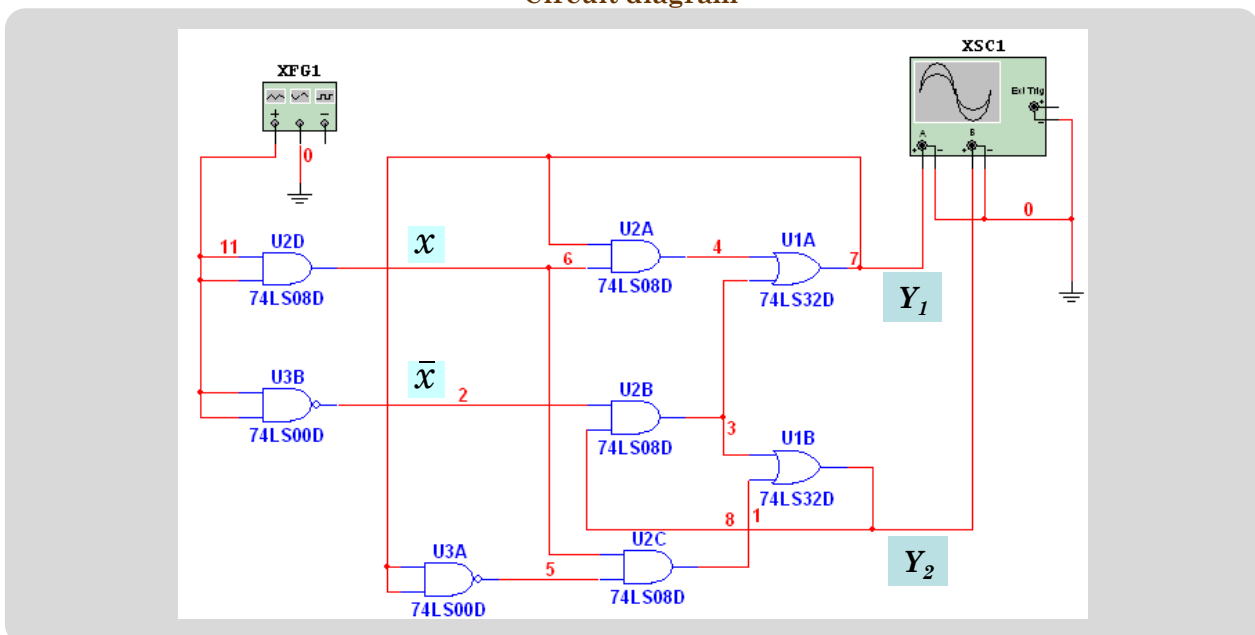 Circuit diagram
XSC1
XFG1
Ext Trig
+
-
A
B
+ -
+ -
+ -
0
0
U2D
11
74LS08D
x
6
U2A
74LS08D
4
U1A
74LS32D
7
Y1
U3B
74LS00D
x̄
2
U2B
74LS08D
3
U1B
74LS32D
8
1
U2C
74LS08D
Y2
U3A
74LS00D
5